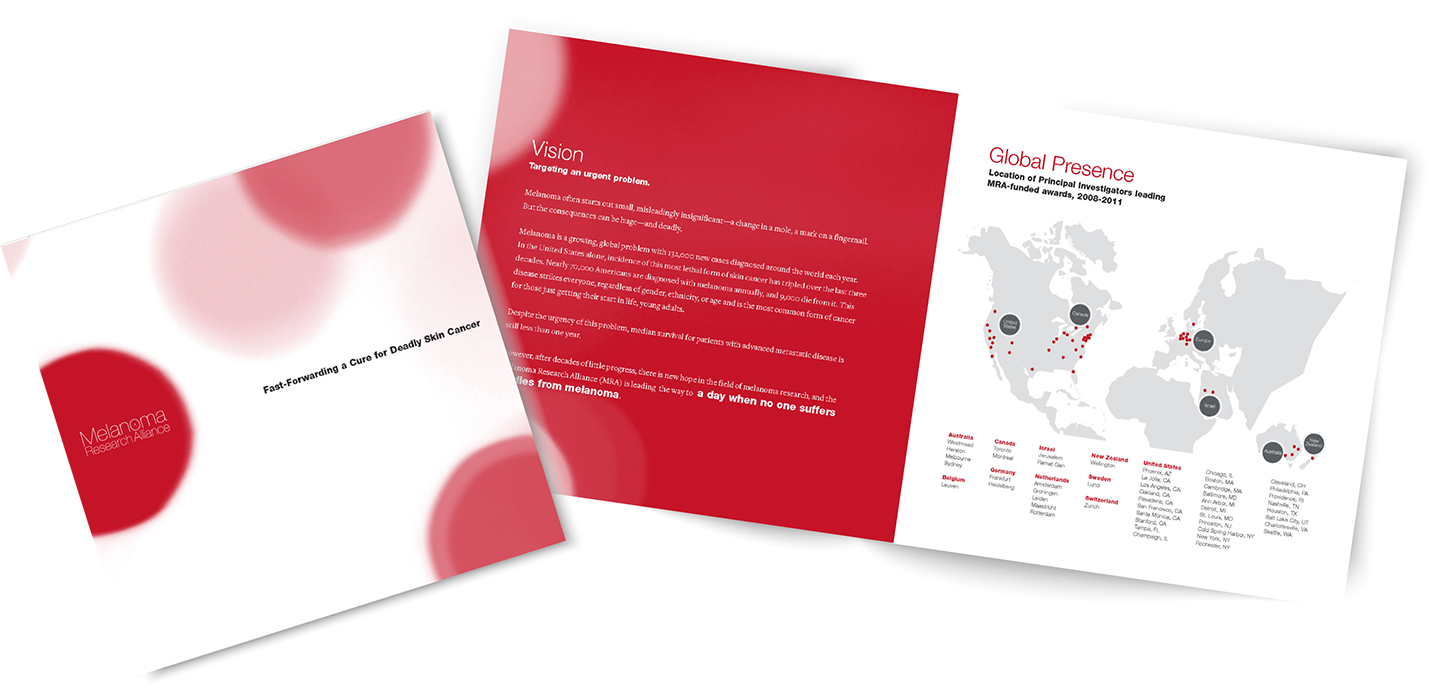 Melanoma
Research Alliance
Fast-Forwarding a Cure for Deadly Skin Cancer
Vision
Targeting an urgent problem.
Melanoma often starts out small, misleadingly insignificant—a change in a mole, a mark on a fingernail.
But the consequences can be huge—and deadly.
Melanoma is a growing, global problem with 132,000 new cases diagnosed around the world each year.
In the United States alone, incidence of this most lethal form of skin cancer has tripled over the last three
decades. Nearly 70,000 Americans are diagnosed with melanoma annually, and 9,000 die from it. This
disease strikes everyone, regardless of gender, ethnicity, or age and is the most common form of cancer
for those just getting their start in life, young adults.
Despite the urgency of this problem, median survival for patients with advanced metastatic disease is
still less than one year.
owever, after decades of little progress, there is new hope in the field of melanoma research, and the
anoma Research Alliance (MRA) is leading the way to a day when no one suffers
dies from melanoma.
Global Presence
Location of Principal Investigators leading
MRA-funded awards, 2008-2011
United
States
Canada
Europe
Israel
Australia
New
Zealand
Australia
Westmead
Herston
Melbourne
Sydney
Belgium
Leuven
Canada
Toronto
Montreal
Germany
Frankfurt
Heidelberg
Israel
Jerusalem
Ramat Gan
Netherlands
Amsterdam
Groningen
Leiden
Maastricht
Rotterdam
New Zealand
Wellington
Sweden
Lund
Switzerland
Zurich
United States
Phoenix, AZ
La Jolla, CA
Los Angeles, CA
Oakland, CA
Pasadena, CA
San Francisco, CA
Santa Monica, CA
Stanford, CA
Tampa, FL
Champaign, IL
Chicago, IL
Boston, MA
Cambridge, MA
Baltimore, MD
Ann Arbor, MI
Detroit, MI
St. Louis, MO
Princeton, NJ
Cold Spring Harbor, NY
New York, NY
Rochester, NY
Cleveland, OH
Philadelphia, PA
Providence, RI
Nashville, TN
Houston, TX
Salt Lake City, UT
Charlottesville, VA
Seattle, WA